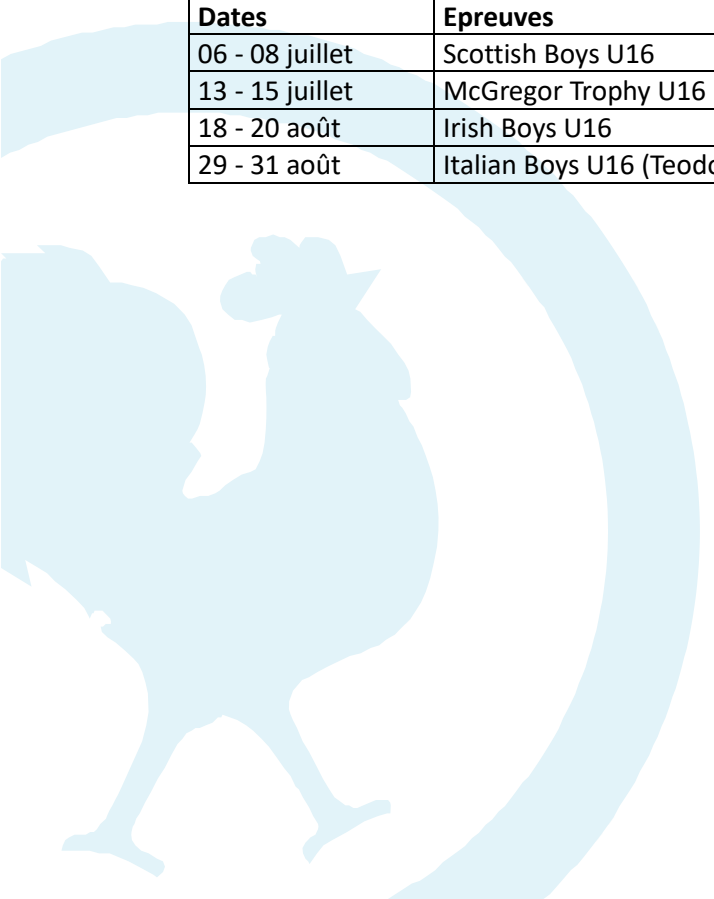 Dates Epreuves
06 - 08 juillet Scottish Boys U16
13 - 15 juillet McGregor Trophy U16
18 - 20 août Irish Boys U16
29 - 31 août Italian Boys U16